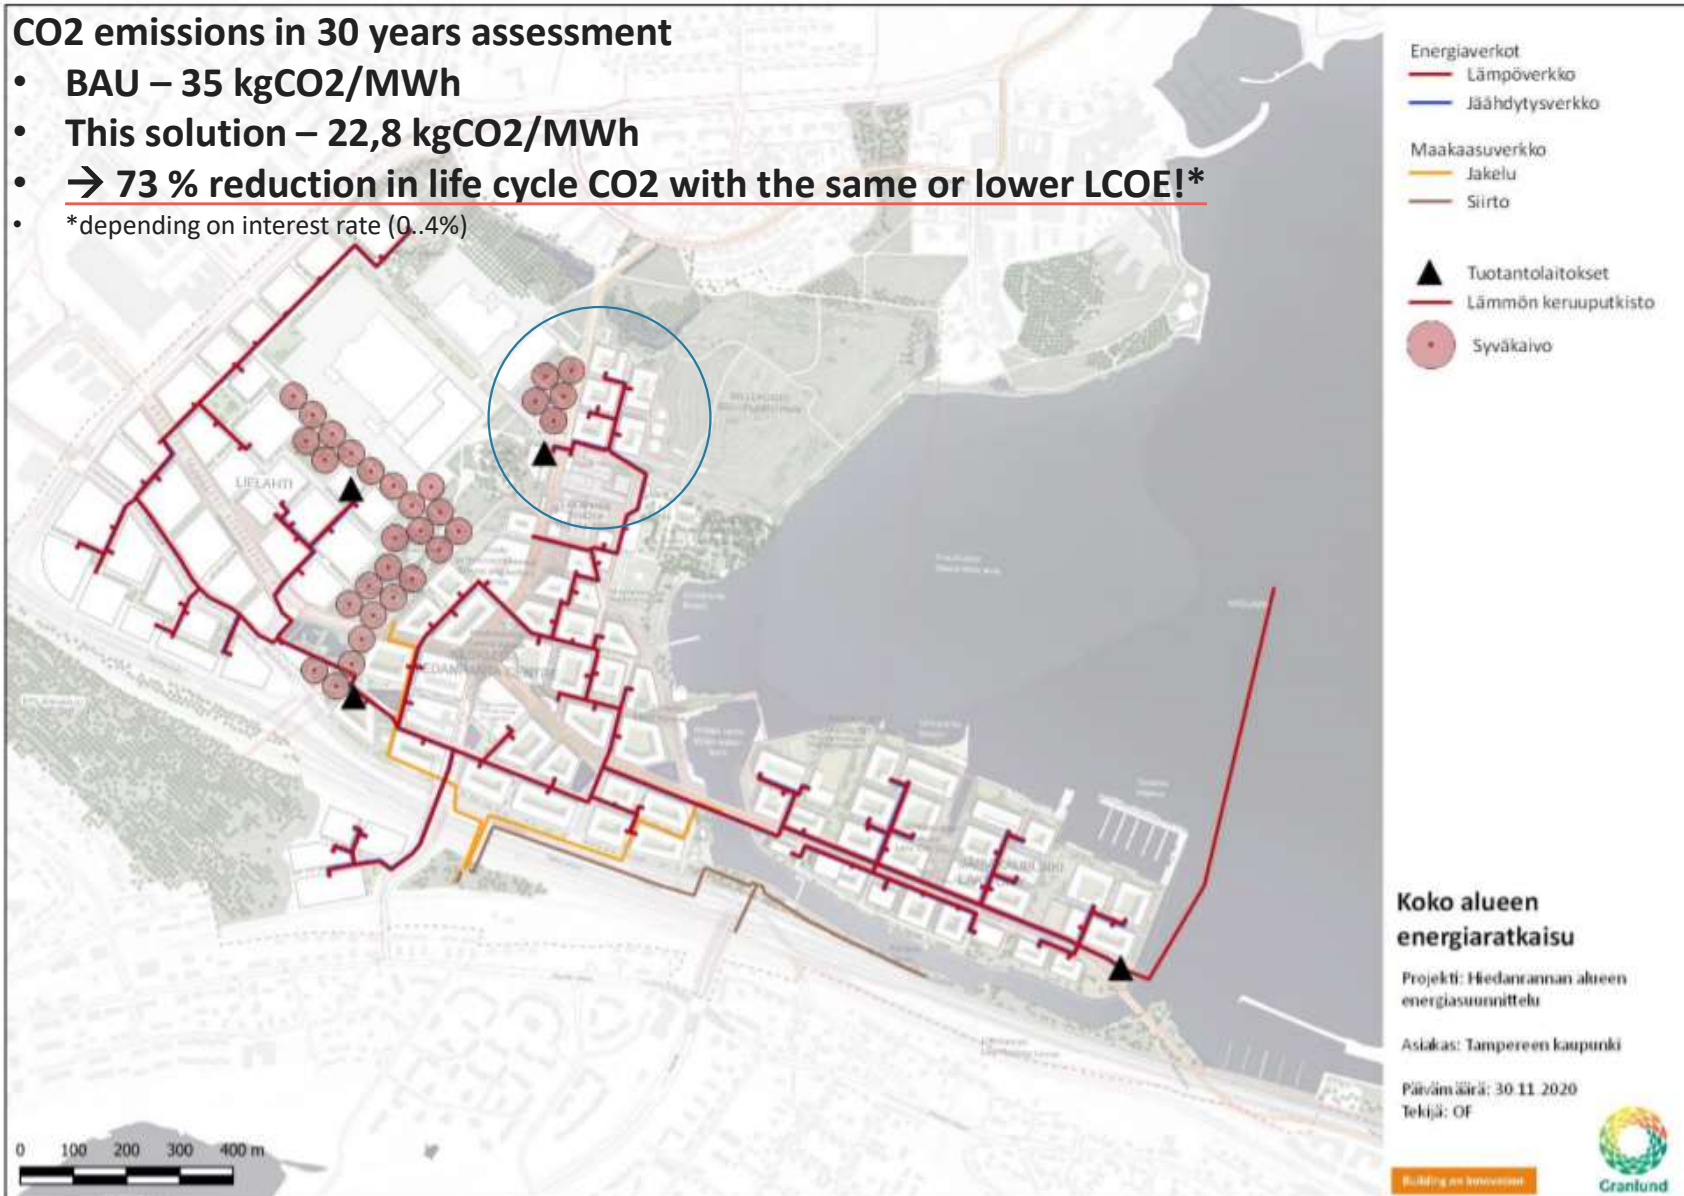 CO2 emissions in 30 years assessment
• BAU – 35 kgCO2/MWh
• This solution – 22,8 kgCO2/MWh
• → 73 % reduction in life cycle CO2 with the same or lower LCOE!*
• *depending on interest rate (0..4%)
Energiaverkot
Lämpöverkko
Jäähdytysverkko
Maakaasuverkko
Jakelu
Siirto
Tuotantolaitokset
Lämmön keruuputkisto
Syväkaivo
LIELAHTI
Koko alueen
energiaratkaisu
Projekti: Hiedanrannan alueen
energiasuunnittelu
Asiakas: Tampereen kaupunki
Päivämäärä: 30.11.2020
Tekijä: OF
0 100 200 300 400 m
Building on Innovation
Granlund